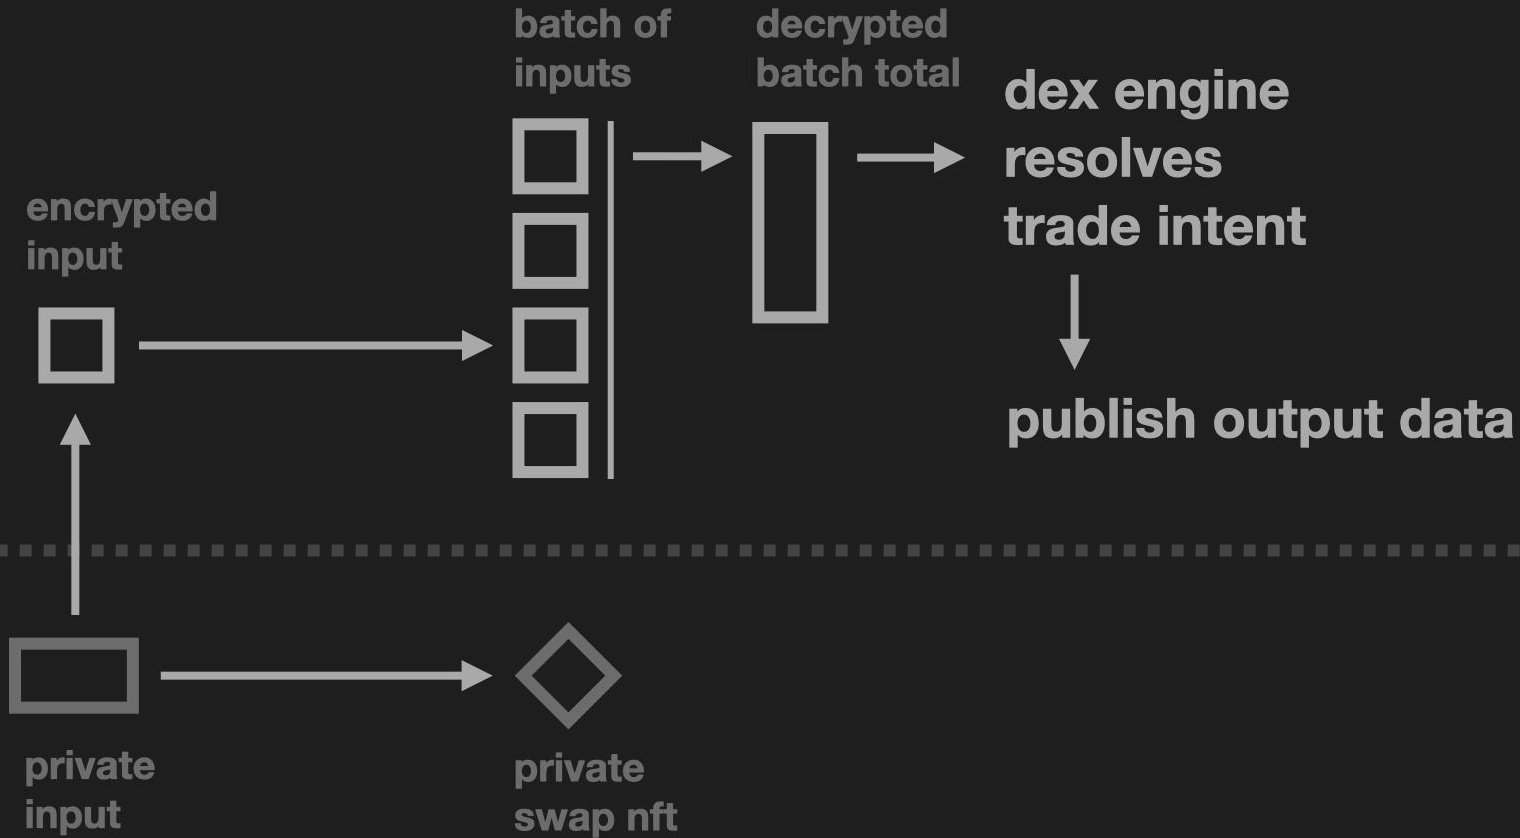 batch of
inputs
decrypted
batch total
dex engine
resolves
trade intent
encrypted
input
publish output data
private
input
private
swap nft